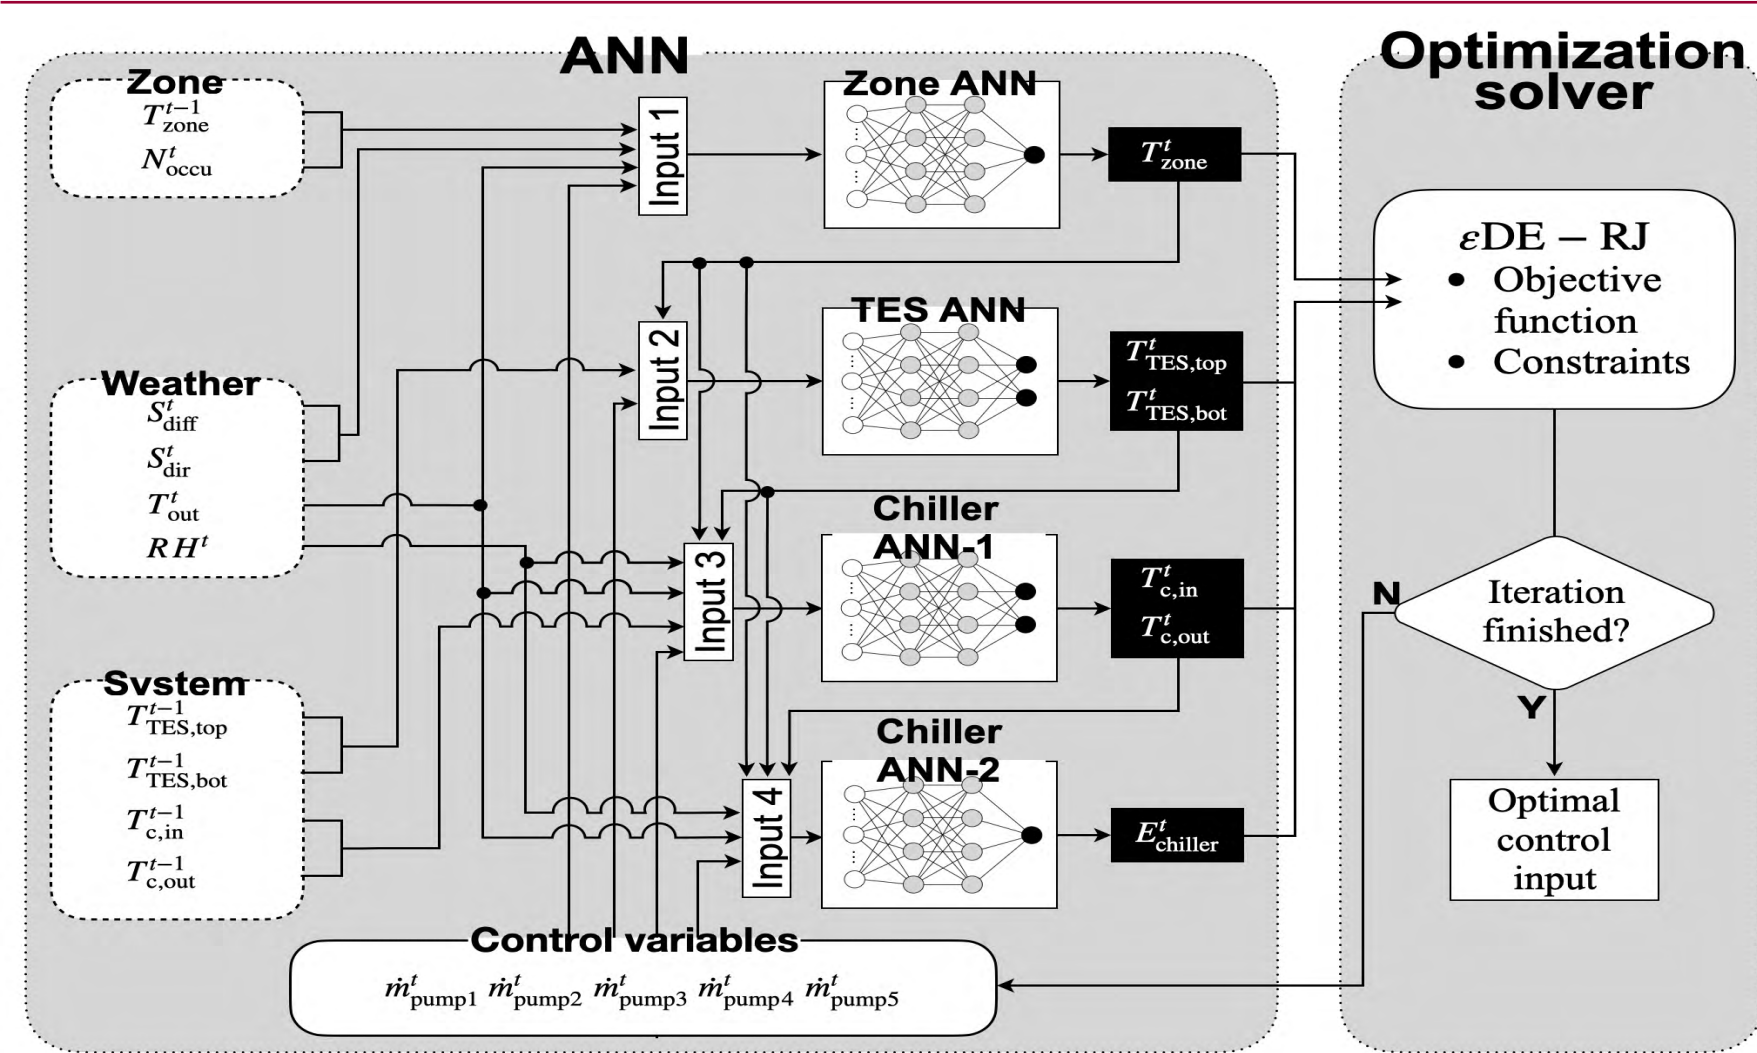 ANN
Zone
T^{t-1}_{zone}
N^t_{occu}
Input 1
Zone ANN
T^t_{zone}
Weather
S^t_{diff}
S^t_{dir}
T^t_{out}
RH^t
Input 2
TES ANN
T^t_{TES,top}
T^t_{TES,bot}
System
T^{t-1}_{TES,top}
T^{t-1}_{TES,bot}
T^{t-1}_{c,in}
T^{t-1}_{c,out}
Input 3
Chiller
ANN-1
T^t_{c,in}
T^t_{c,out}
Input 4
Chiller
ANN-2
E^t_{chiller}
Control variables
ṁ^t_{pump1} ṁ^t_{pump2} ṁ^t_{pump3} ṁ^t_{pump4} ṁ^t_{pump5}
Optimization
solver
εDE – RJ
● Objective
function
● Constraints
Iteration
finished?
N
Y
Optimal
control
input